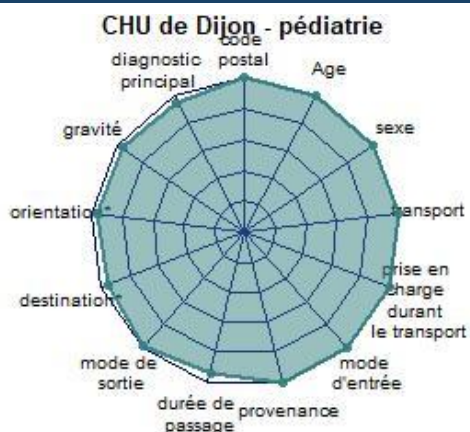 CHU de Dijon - pédiatrie
code
postal
Age
sexe
transport
prise en
charge
durant
le transport
mode
d'entrée
provenance
durée de
passage
mode de
sortie
destination*
orientation*
gravité
diagnostic
principal